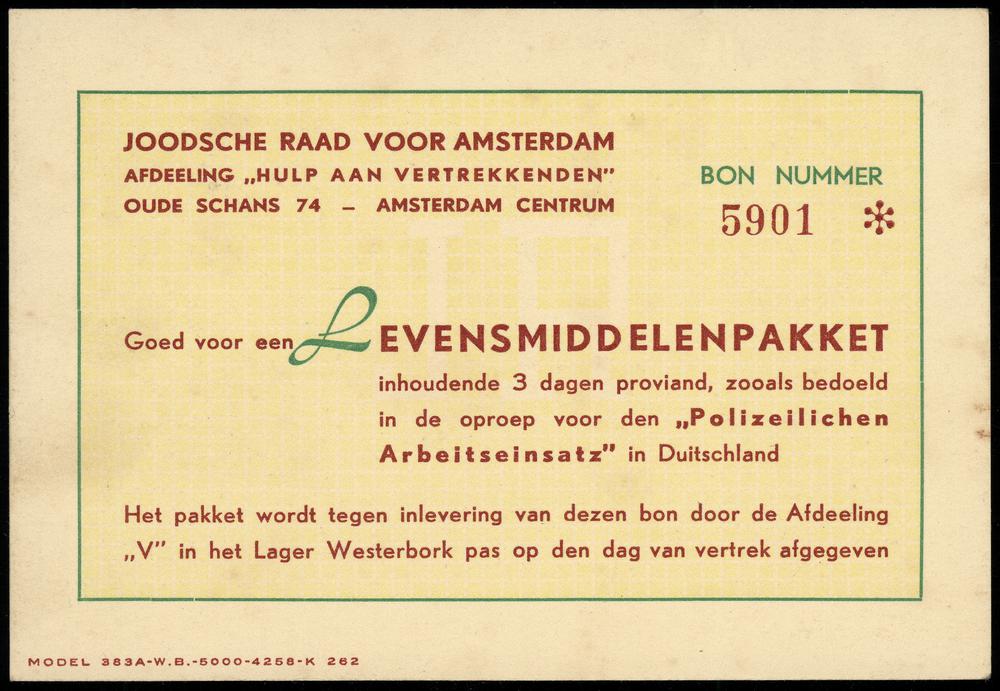 JOODSCHE RAAD VOOR AMSTERDAM
AFDEELING „HULP AAN VERTREKKENDEN”
OUDE SCHANS 74 – AMSTERDAM CENTRUM
BON NUMMER
5901 *
Goed voor een LEVENSMIDDELENPAKKET
inhoudende 3 dagen proviand, zooals bedoeld
in de oproep voor den „Polizeilichen
Arbeitseinsatz” in Duitschland
Het pakket wordt tegen inlevering van dezen bon door de Afdeeling
„V” in het Lager Westerbork pas op den dag van vertrek afgegeven
MODEL 383A-W.B.-5000-4258-K 262